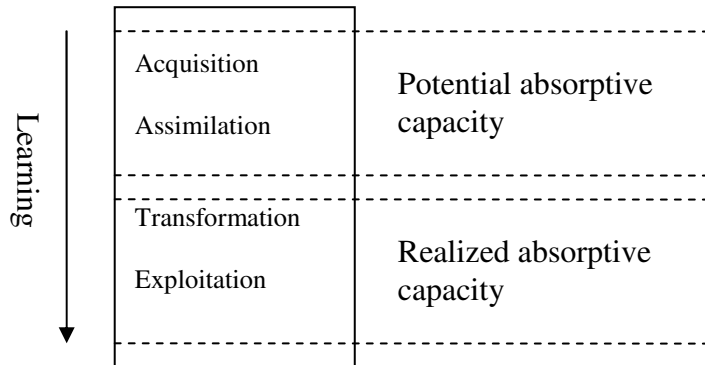 Learning
Acquisition
Assimilation
Potential absorptive
capacity
Transformation
Exploitation
Realized absorptive
capacity